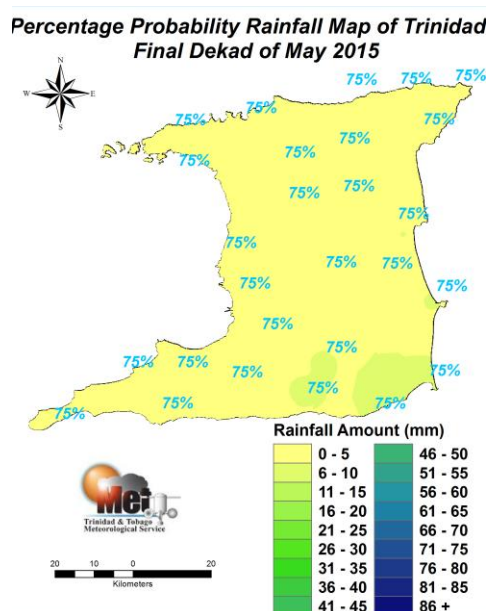 Percentage Probability Rainfall Map of Trinidad
Final Dekad of May 2015
N
W E
S
75% 75% 75%
75% 75% 75%
75% 75%
75%
75% 75%
75%
75%
75% 75%
75% 75%
75%
75%
75% 75% 75% 75%
75%
75% 75%
75%
Rainfall Amount (mm)
0 - 5
6 - 10
11 - 15
16 - 20
21 - 25
26 - 30
31 - 35
36 - 40
41 - 45
46 - 50
51 - 55
56 - 60
61 - 65
66 - 70
71 - 75
76 - 80
81 - 85
86 +
Met
Trinidad & Tobago
Meteorological Service
20 10 0 20
Kilometers